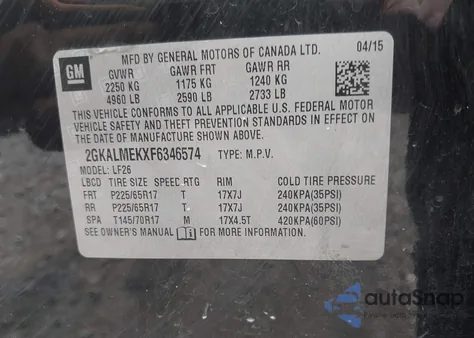 GM
MFD BY GENERAL MOTORS OF CANADA LTD. 04/15
GVWR GAWR FRT GAWR RR
2250 KG 1175 KG 1240 KG
4960 LB 2590 LB 2733 LB
THIS VEHICLE CONFORMS TO ALL APPLICABLE U.S. FEDERAL MOTOR
VEHICLE SAFETY AND THEFT PREVENTION STANDARDS IN EFFECT ON
THE DATE OF MANUFACTURE SHOWN ABOVE.
2GKALMEKXF6346574 TYPE: M.P.V.
MODEL: LF26
LBCD TIRE SIZE SPEED RTG RIM COLD TIRE PRESSURE
FRT P225/65R17 T 17X7J 240KPA(35PSI)
RR P225/65R17 T 17X7J 240KPA(35PSI)
SPA T145/70R17 M 17X4.5T 420KPA(60PSI)
SEE OWNER'S MANUAL FOR MORE INFORMATION
autoSnap